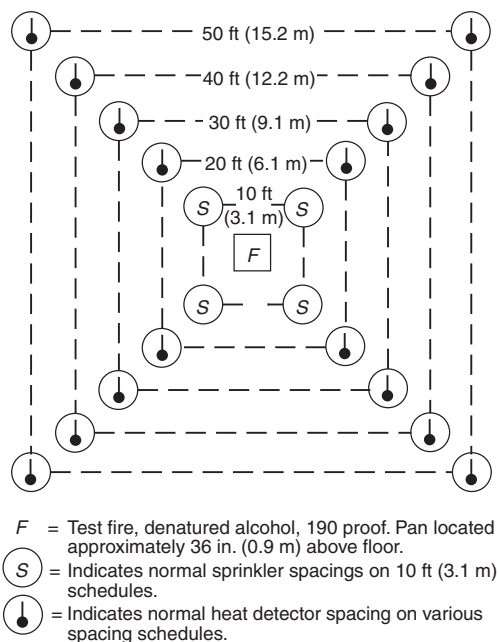 50 ft (15.2 m)
40 ft (12.2 m)
30 ft (9.1 m)
20 ft (6.1 m)
10 ft
(3.1 m)
S S
F
S S
F = Test fire, denatured alcohol, 190 proof. Pan located
approximately 36 in. (0.9 m) above floor.
S = Indicates normal sprinkler spacings on 10 ft (3.1 m)
schedules.
= Indicates normal heat detector spacing on various
spacing schedules.